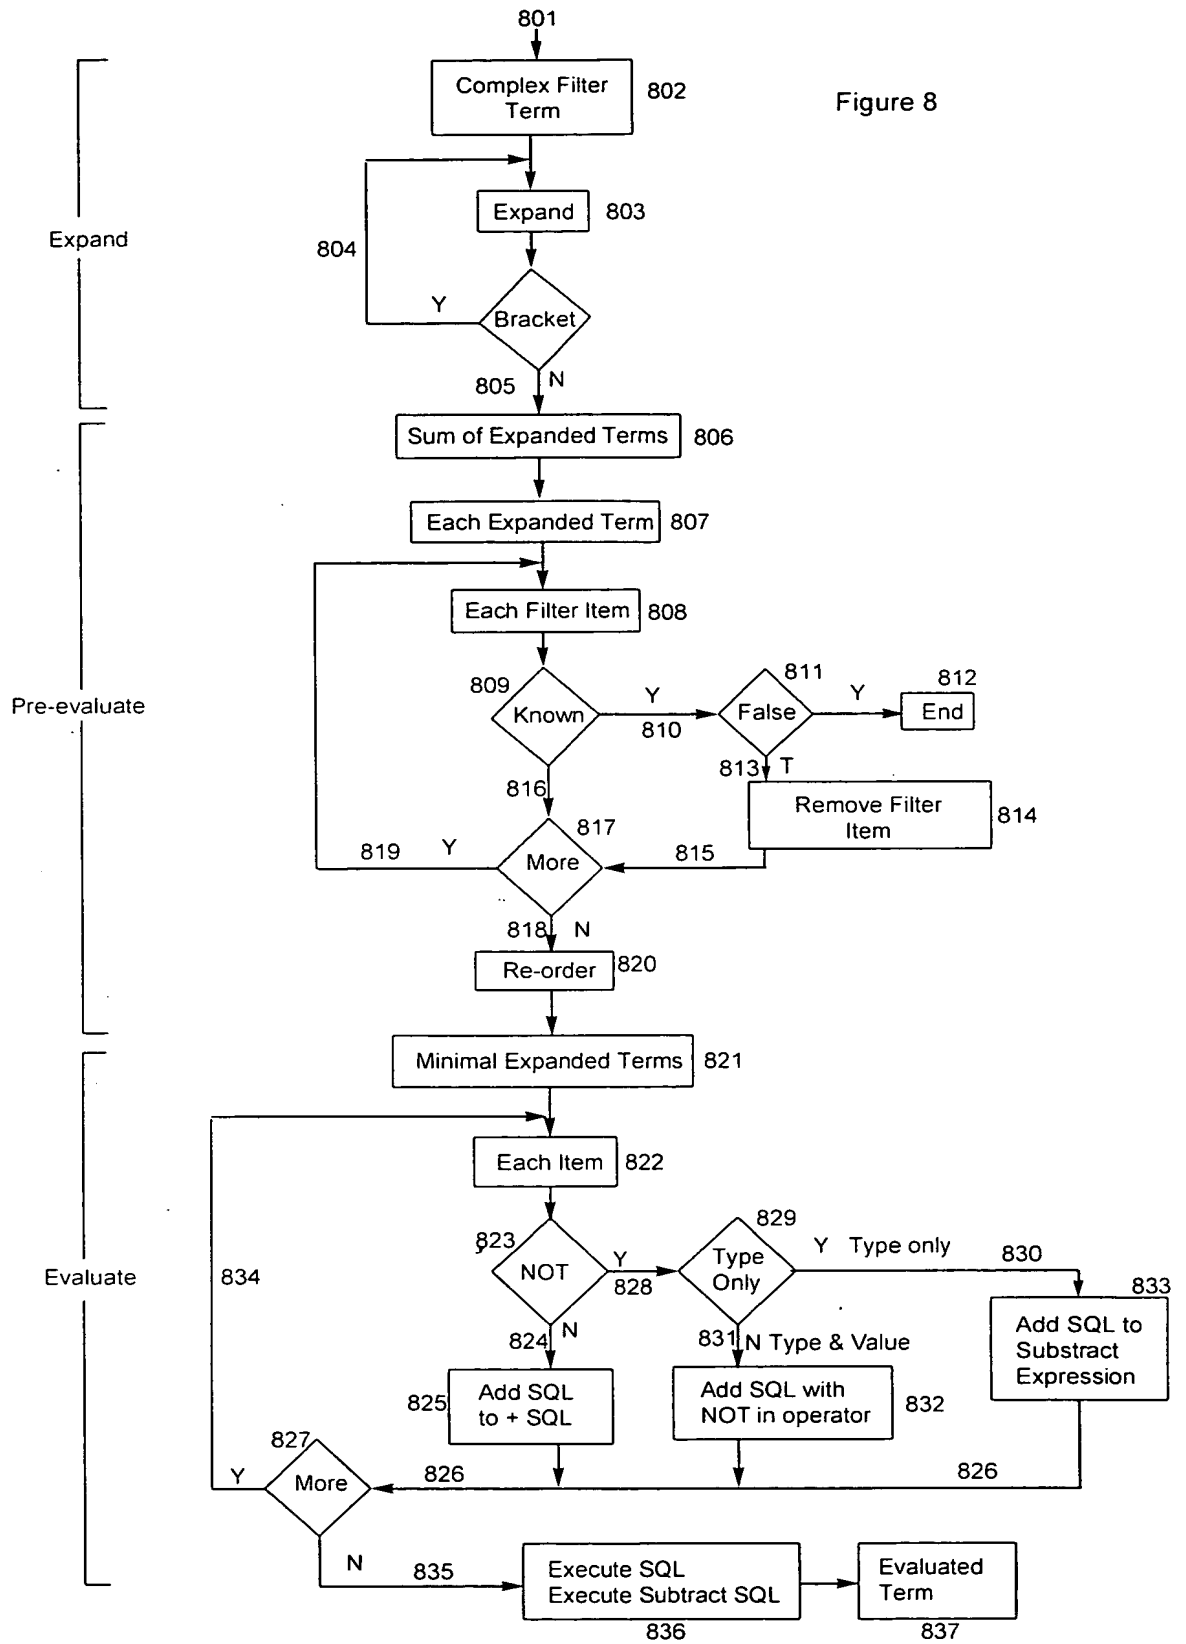 801
Complex Filter
Term
802
Figure 8
Expand
803
Expand
804
Y
Bracket
805
N
Sum of Expanded Terms
806
Each Expanded Term
807
Each Filter Item
808
Pre-evaluate
809
Known
Y
810
811
False
Y
812
End
813
T
816
Remove Filter
Item
814
817
More
815
819
Y
818
N
Re-order
820
Minimal Expanded Terms
821
Each Item
822
Evaluate
834
823
NOT
Y
828
829
Type
Only
Y Type only
830
833
Add SQL to
Substract
Expression
824
N
831
N Type & Value
825
Add SQL
to + SQL
Add SQL with
NOT in operator
832
827
More
Y
826
826
N
835
Execute SQL
Execute Subtract SQL
836
Evaluated
Term
837